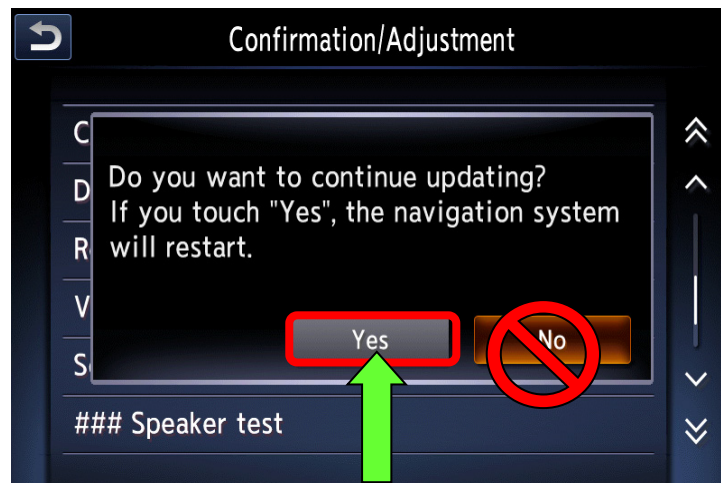 Confirmation/Adjustment
C
D
Do you want to continue updating?
If you touch "Yes", the navigation system
R
will restart.
V
Yes
No
S
### Speaker test